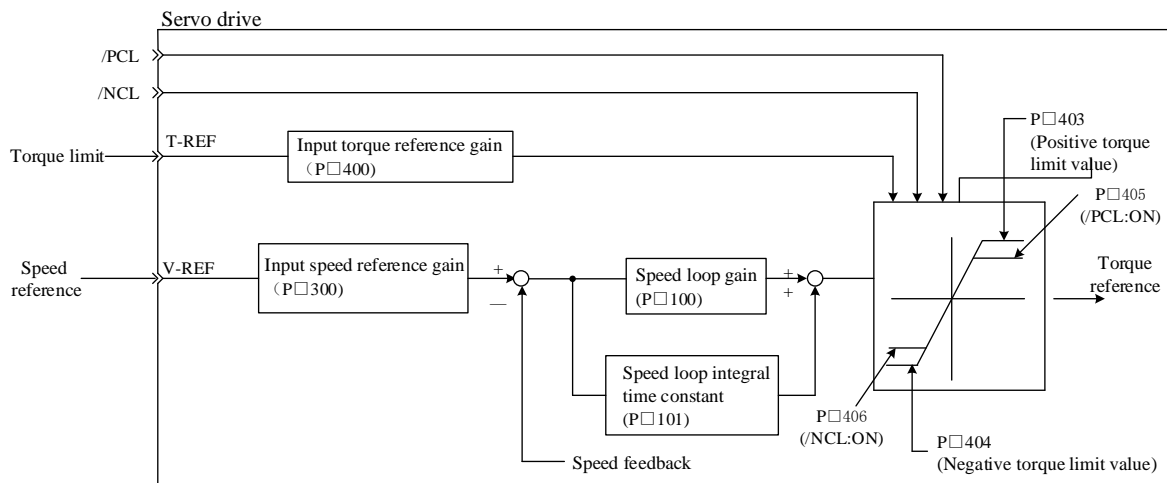 Servo drive
/PCL
/NCL
Torque limit
T-REF
Input torque reference gain
（P□400)
P□403
(Positive torque
limit value)
P□405
(/PCL:ON)
Speed
reference
V-REF
Input speed reference gain
（P□300)
+
—
Speed loop gain
(P□100)
+
+
Torque
reference
Speed loop integral
time constant
(P□101)
P□406
(/NCL:ON)
P□404
(Negative torque limit value)
Speed feedback